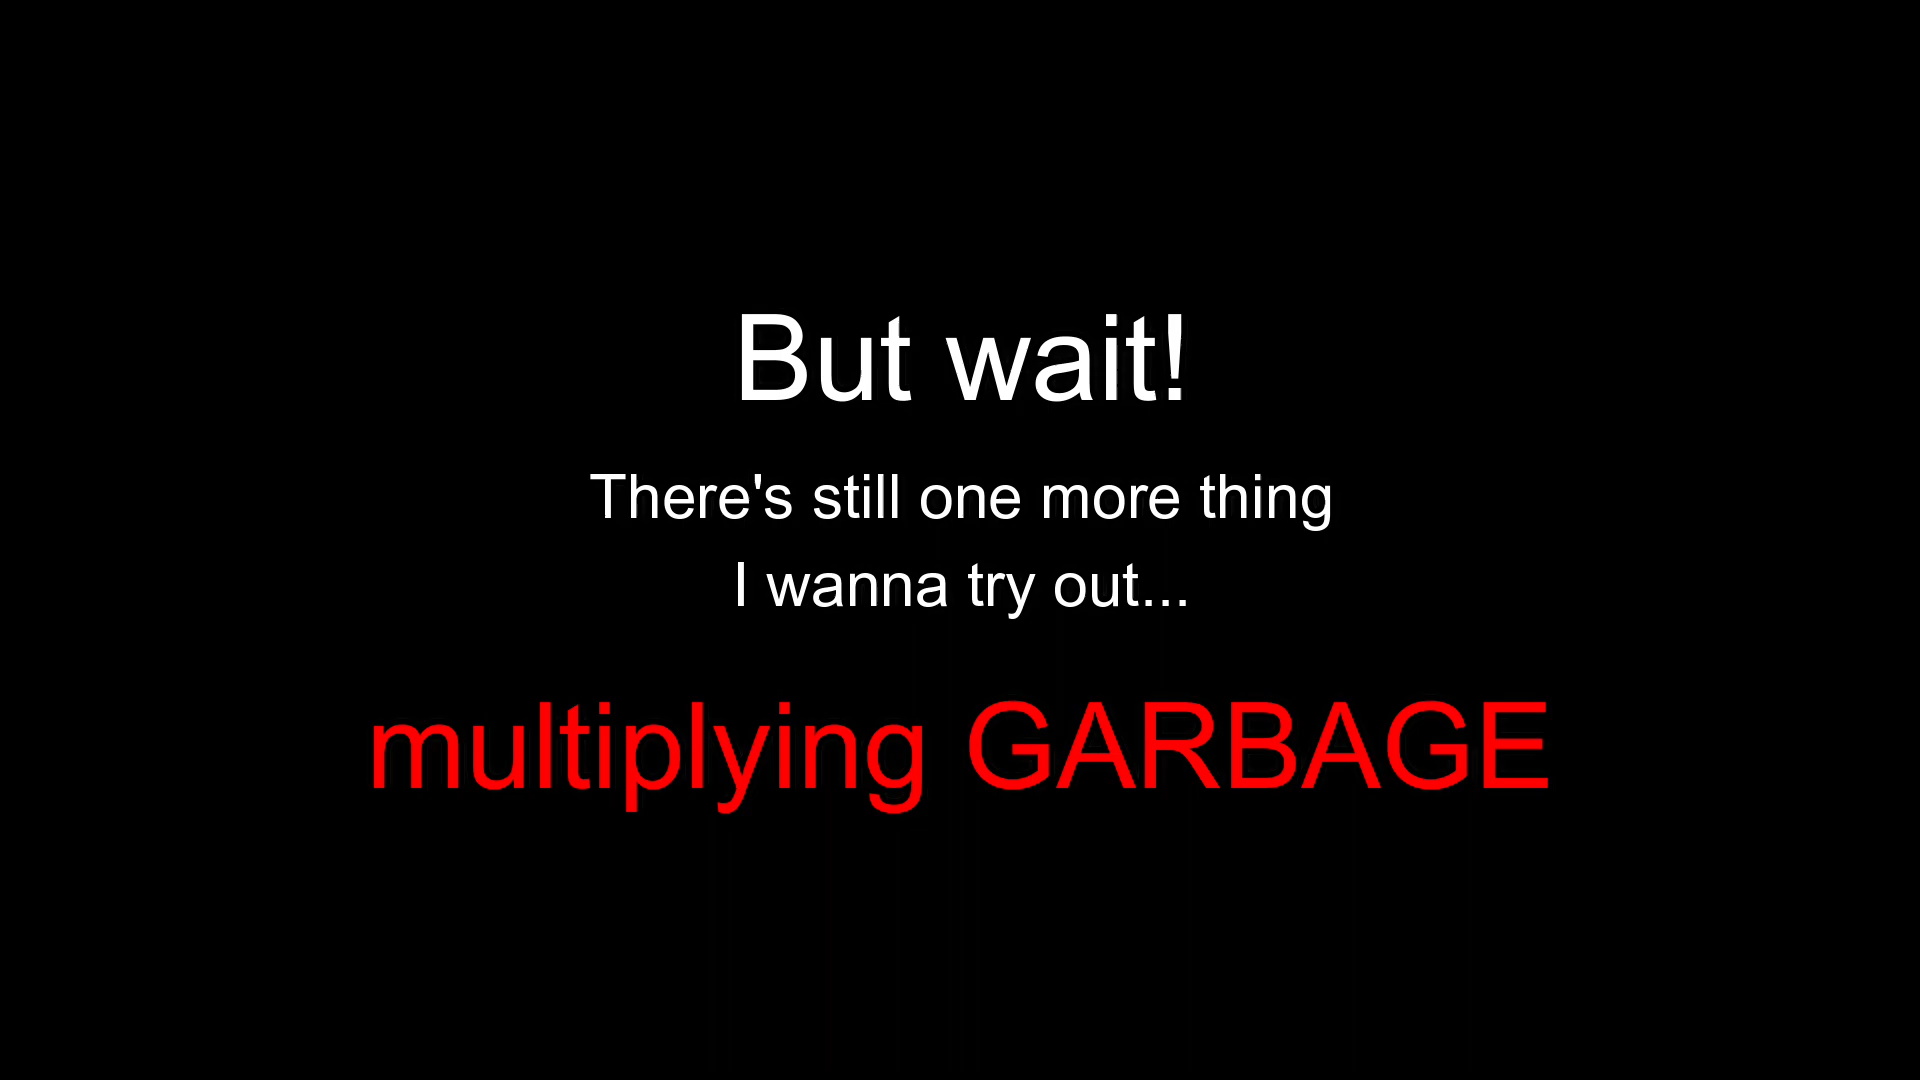 But wait!
There's still one more thing
I wanna try out...
multiplying GARBAGE